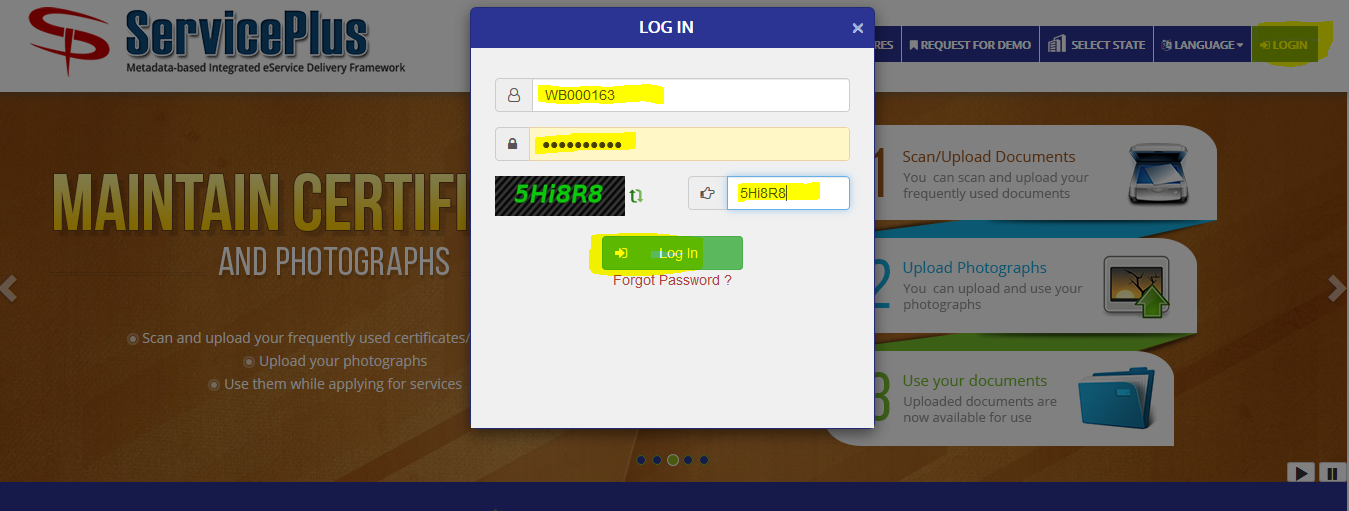 ServicePlus
Metadata-based Integrated eService Delivery Framework
RES
REQUEST FOR DEMO
SELECT STATE
LANGUAGE
LOGIN
LOG IN
×
WB000163
••••••••••
5Hi8R8
5Hi8R8
Log In
Forgot Password ?
MAINTAIN CERTIFI
AND PHOTOGRAPHS
Scan and upload your frequently used certificates/
Upload your photographs
Use them while applying for services
1
Scan/Upload Documents
You can scan and upload your
frequently used documents
2
Upload Photographs
You can upload and use your
photographs
3
Use your documents
Uploaded documents are
now available for use